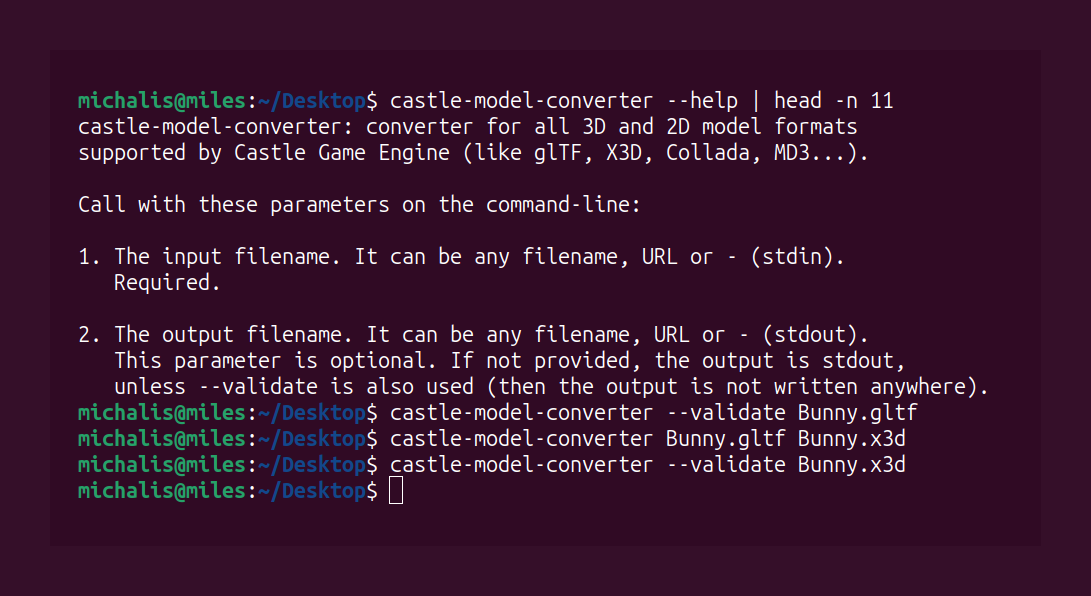 michalis@miles:~/Desktop$ castle-model-converter --help | head -n 11
castle-model-converter: converter for all 3D and 2D model formats
supported by Castle Game Engine (like glTF, X3D, Collada, MD3...).
Call with these parameters on the command-line:
1. The input filename. It can be any filename, URL or - (stdin).
Required.
2. The output filename. It can be any filename, URL or - (stdout).
This parameter is optional. If not provided, the output is stdout,
unless --validate is also used (then the output is not written anywhere).
michalis@miles:~/Desktop$ castle-model-converter --validate Bunny.gltf
michalis@miles:~/Desktop$ castle-model-converter Bunny.gltf Bunny.x3d
michalis@miles:~/Desktop$ castle-model-converter --validate Bunny.x3d
michalis@miles:~/Desktop$